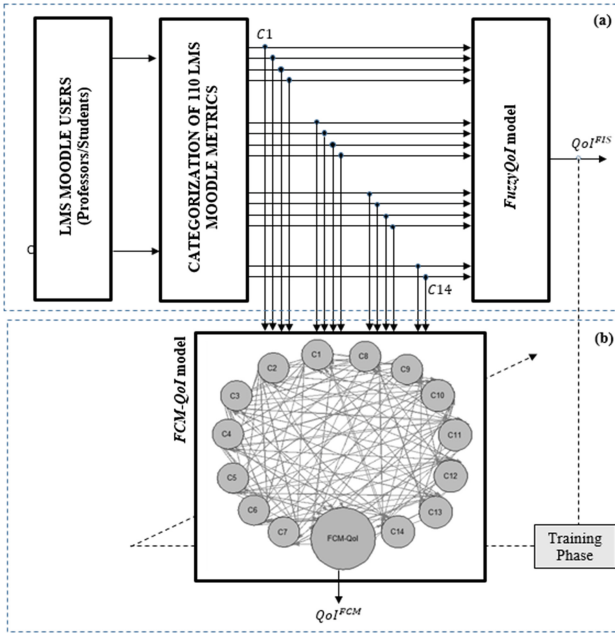 (a)
LMS MOODLE USERS
(Professors/Students)
CATEGORIZATION OF 110 LMS
MOODLE METRICS
C1
C14
FuzzyQoI model
QoI^FIS
C
(b)
FCM-QoI model
C1
C8
C2
C9
C3
C10
C4
C11
C5
C12
C6
C13
C7
FCM-QoI
C14
Training
Phase
QoI^FCM